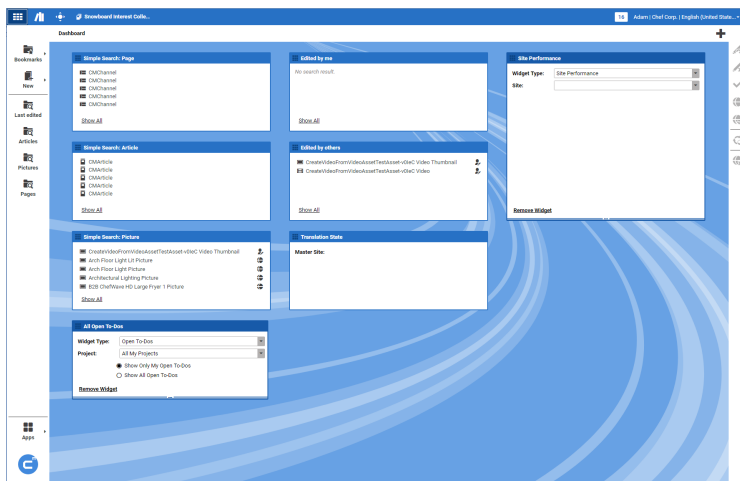 Snowboard Interest Colle...
16
Adam | Chef Corp. | English (United State...
Dashboard
Bookmarks
New
Last edited
Articles
Pictures
Pages
Apps
Simple Search: Page
CMChannel
CMChannel
CMChannel
CMChannel
CMChannel
Show All
Edited by me
No search result.
Show All
Site Performance
Widget Type:
Site Performance
Site:
Remove Widget
Simple Search: Article
CMArticle
CMArticle
CMArticle
CMArticle
CMArticle
Show All
Edited by others
CreateVideoFromVideoAssetTestAsset-v0IeC Video Thumbnail
CreateVideoFromVideoAssetTestAsset-v0IeC Video
Show All
Simple Search: Picture
CreateVideoFromVideoAssetTestAsset-v0IeC Video Thumbnail
Arch Floor Light Lit Picture
Arch Floor Light Picture
Architectural Lighting Picture
B2B ChefWave HD Large Fryer 1 Picture
Show All
Translation State
Master Site:
All Open To-Dos
Widget Type:
Open To-Dos
Project:
All My Projects
Show Only My Open To-Dos
Show All Open To-Dos
Remove Widget